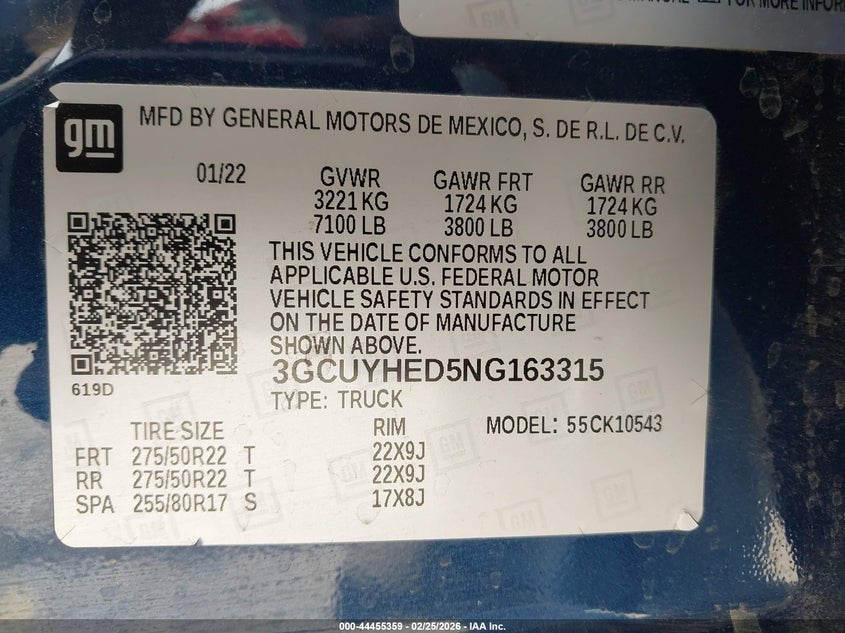 FOR MORE INFOR
gm
MFD BY GENERAL MOTORS DE MEXICO, S. DE R.L. DE C.V.
01/22 GVWR GAWR FRT GAWR RR
3221 KG 1724 KG 1724 KG
7100 LB 3800 LB 3800 LB
THIS VEHICLE CONFORMS TO ALL
APPLICABLE U.S. FEDERAL MOTOR
VEHICLE SAFETY STANDARDS IN EFFECT
ON THE DATE OF MANUFACTURE
SHOWN ABOVE.
619D
3GCUYHED5NG163315
TYPE: TRUCK
TIRE SIZE RIM MODEL: 55CK10543
FRT 275/50R22 T 22X9J
RR 275/50R22 T 22X9J
SPA 255/80R17 S 17X8J
000-44455359 - 02/25/2026 - IAA Inc.